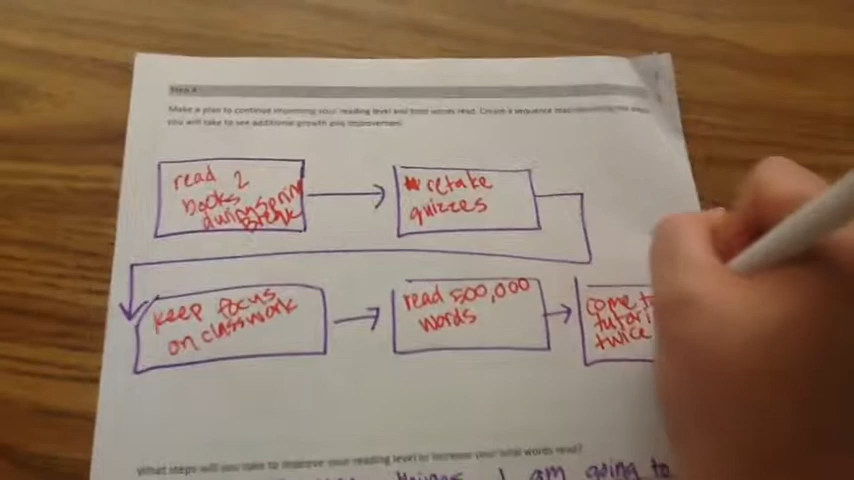 Step 4
Make a plan to continue improving your reading level and total words read. Create a sequence map the steps
you will take to see additional growth and improvement.
read 2
books
during spring
Break
retake
quizzes
keep focus
on classwork
read 500,000
words
come to
tutori
twice
What steps will you take to improve your reading level or increase your total words read?
things I am going to